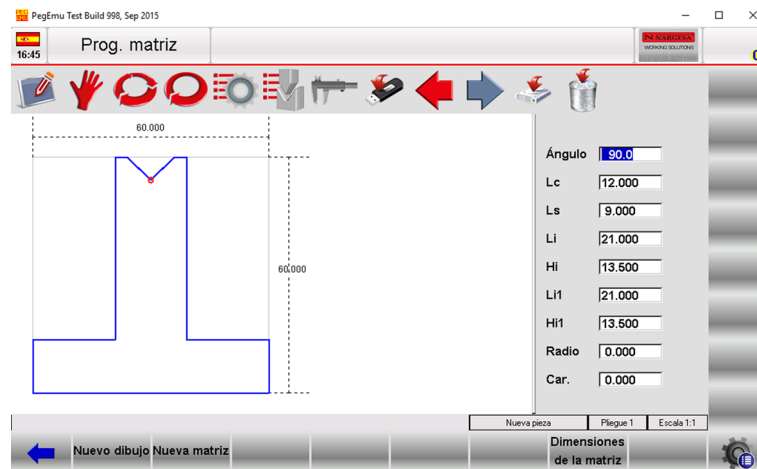 PegEmu Test Build 998, Sep 2015
16:45
Prog. matriz
NARGESA
WORKING SOLUTIONS
60.000
60.000
Ángulo 90.0
Lc 12.000
Ls 9.000
Li 21.000
Hi 13.500
Li1 21.000
Hi1 13.500
Radio 0.000
Car. 0.000
Nueva pieza Pliegue 1 Escala 1:1
Nuevo dibujo Nueva matriz Dimensiones
de la matriz